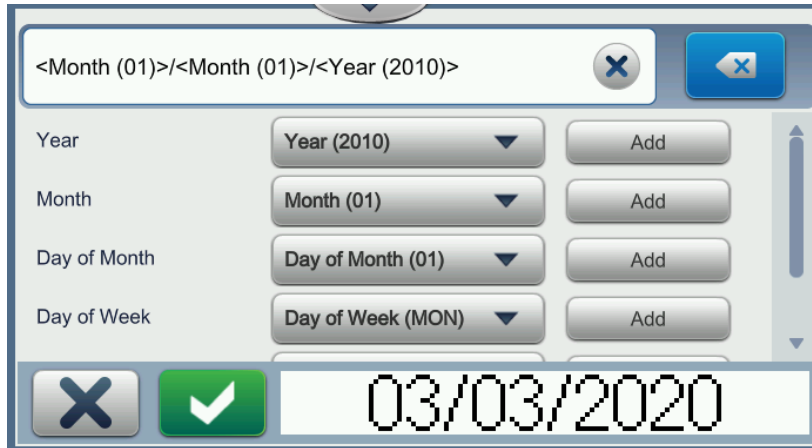 <Month (01)>/<Month (01)>/<Year (2010)>
Year Year (2010) Add
Month Month (01) Add
Day of Month Day of Month (01) Add
Day of Week Day of Week (MON) Add
03/03/2020